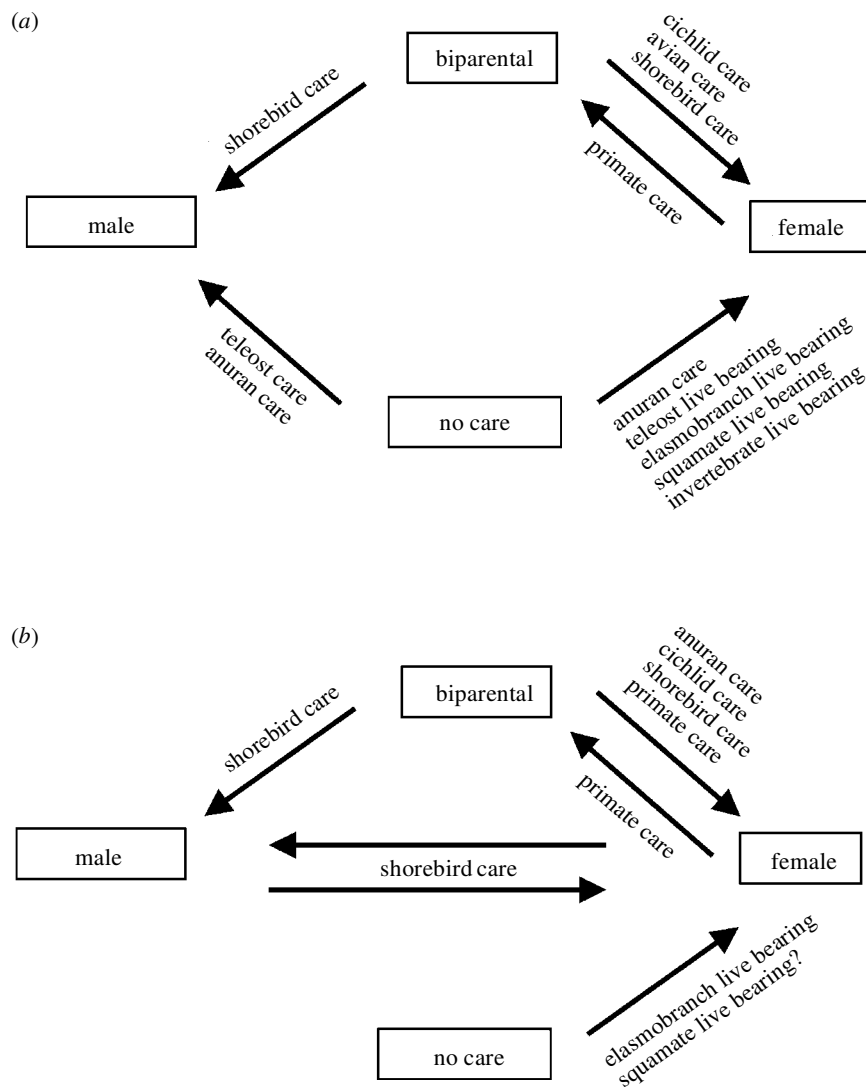 (a)
biparental
cichlid care
avian care
shorebird care
shorebird care
primate care
male
female
teleost care
anuran care
no care
anuran care
teleost live bearing
elasmobranch live bearing
squamate live bearing
invertebrate live bearing
(b)
biparental
anuran care
cichlid care
shorebird care
primate care
shorebird care
primate care
male
female
shorebird care
no care
elasmobranch live bearing
squamate live bearing?